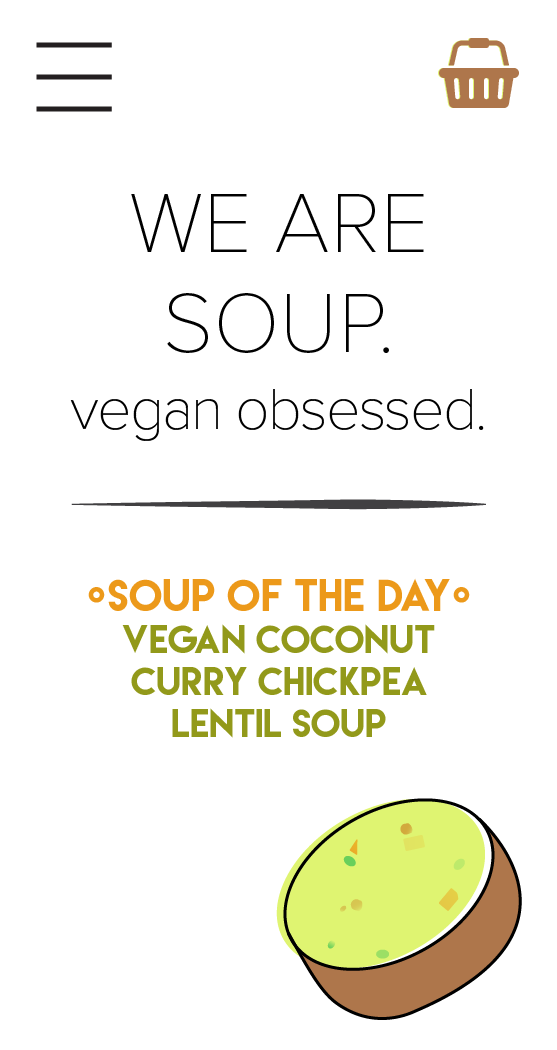 WE ARE
SOUP.
vegan obsessed.
SOUP OF THE DAY
VEGAN COCONUT
CURRY CHICKPEA
LENTIL SOUP